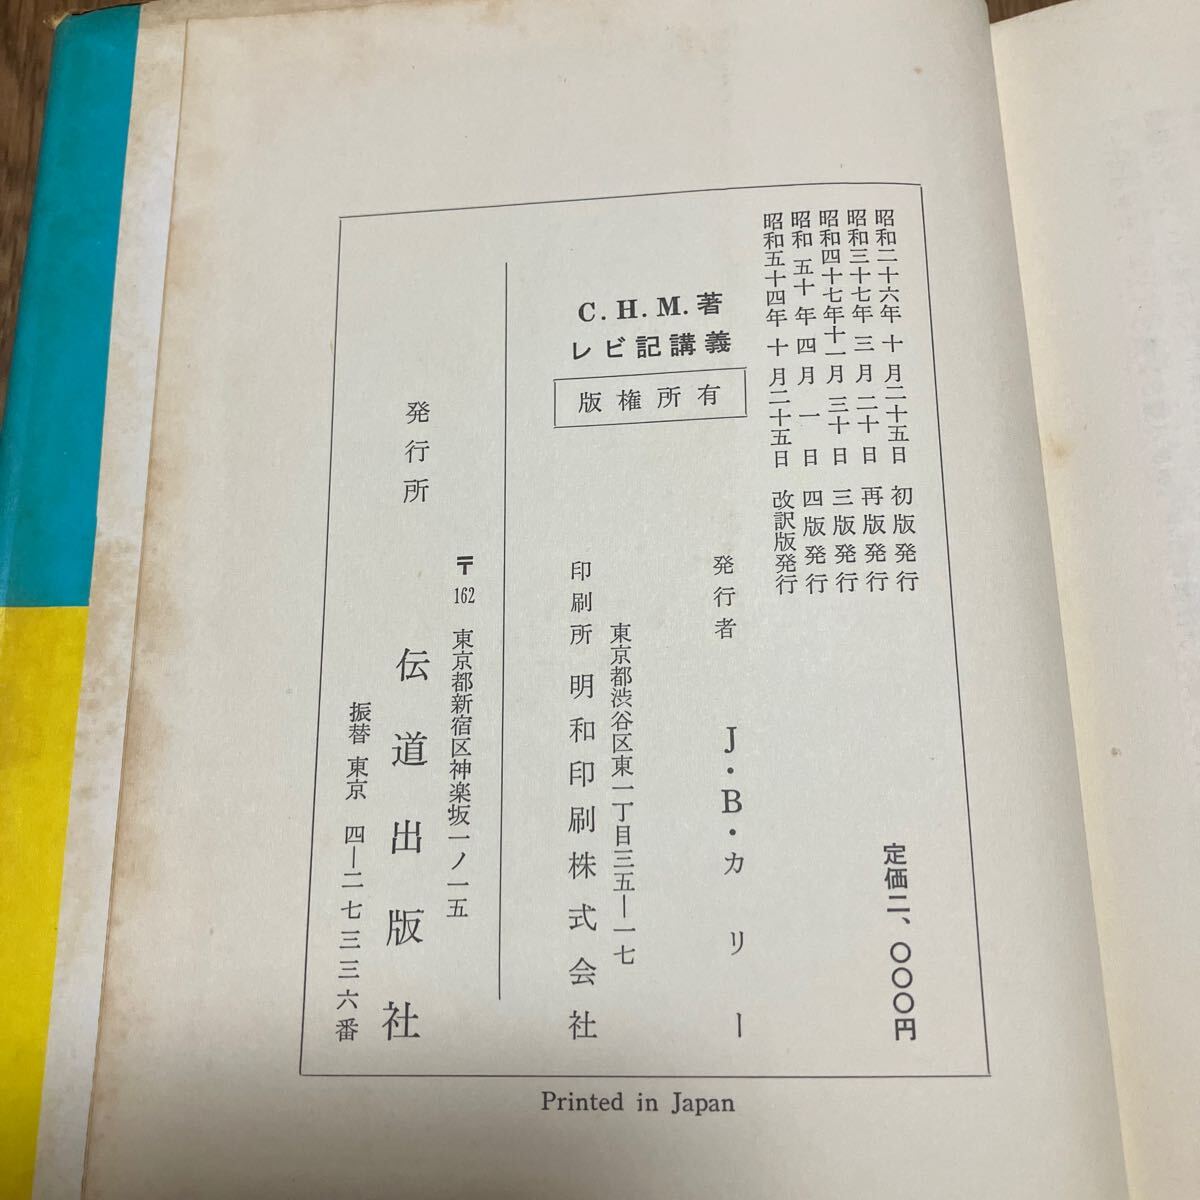 昭和二十六年 十 月二十五日 初版発行
昭和三十七年 三 月 二十 日 再版発行
昭和四十七年十一月 三十 日 三版発行
昭和 五十 年 四月 一 日 四版発行
昭和五十四年 十 月二十五日 改訳版発行
定価二、〇〇〇円
C. H. M. 著
レビ記講義
版権所有
発行者 J・B・カリー
東京都渋谷区東一丁目三五―一七
印刷所 明和印刷株式会社
〒162 東京都新宿区神楽坂一ノ一五
発行所 伝道出版社
振替 東京 四―二七三三六番
Printed in Japan